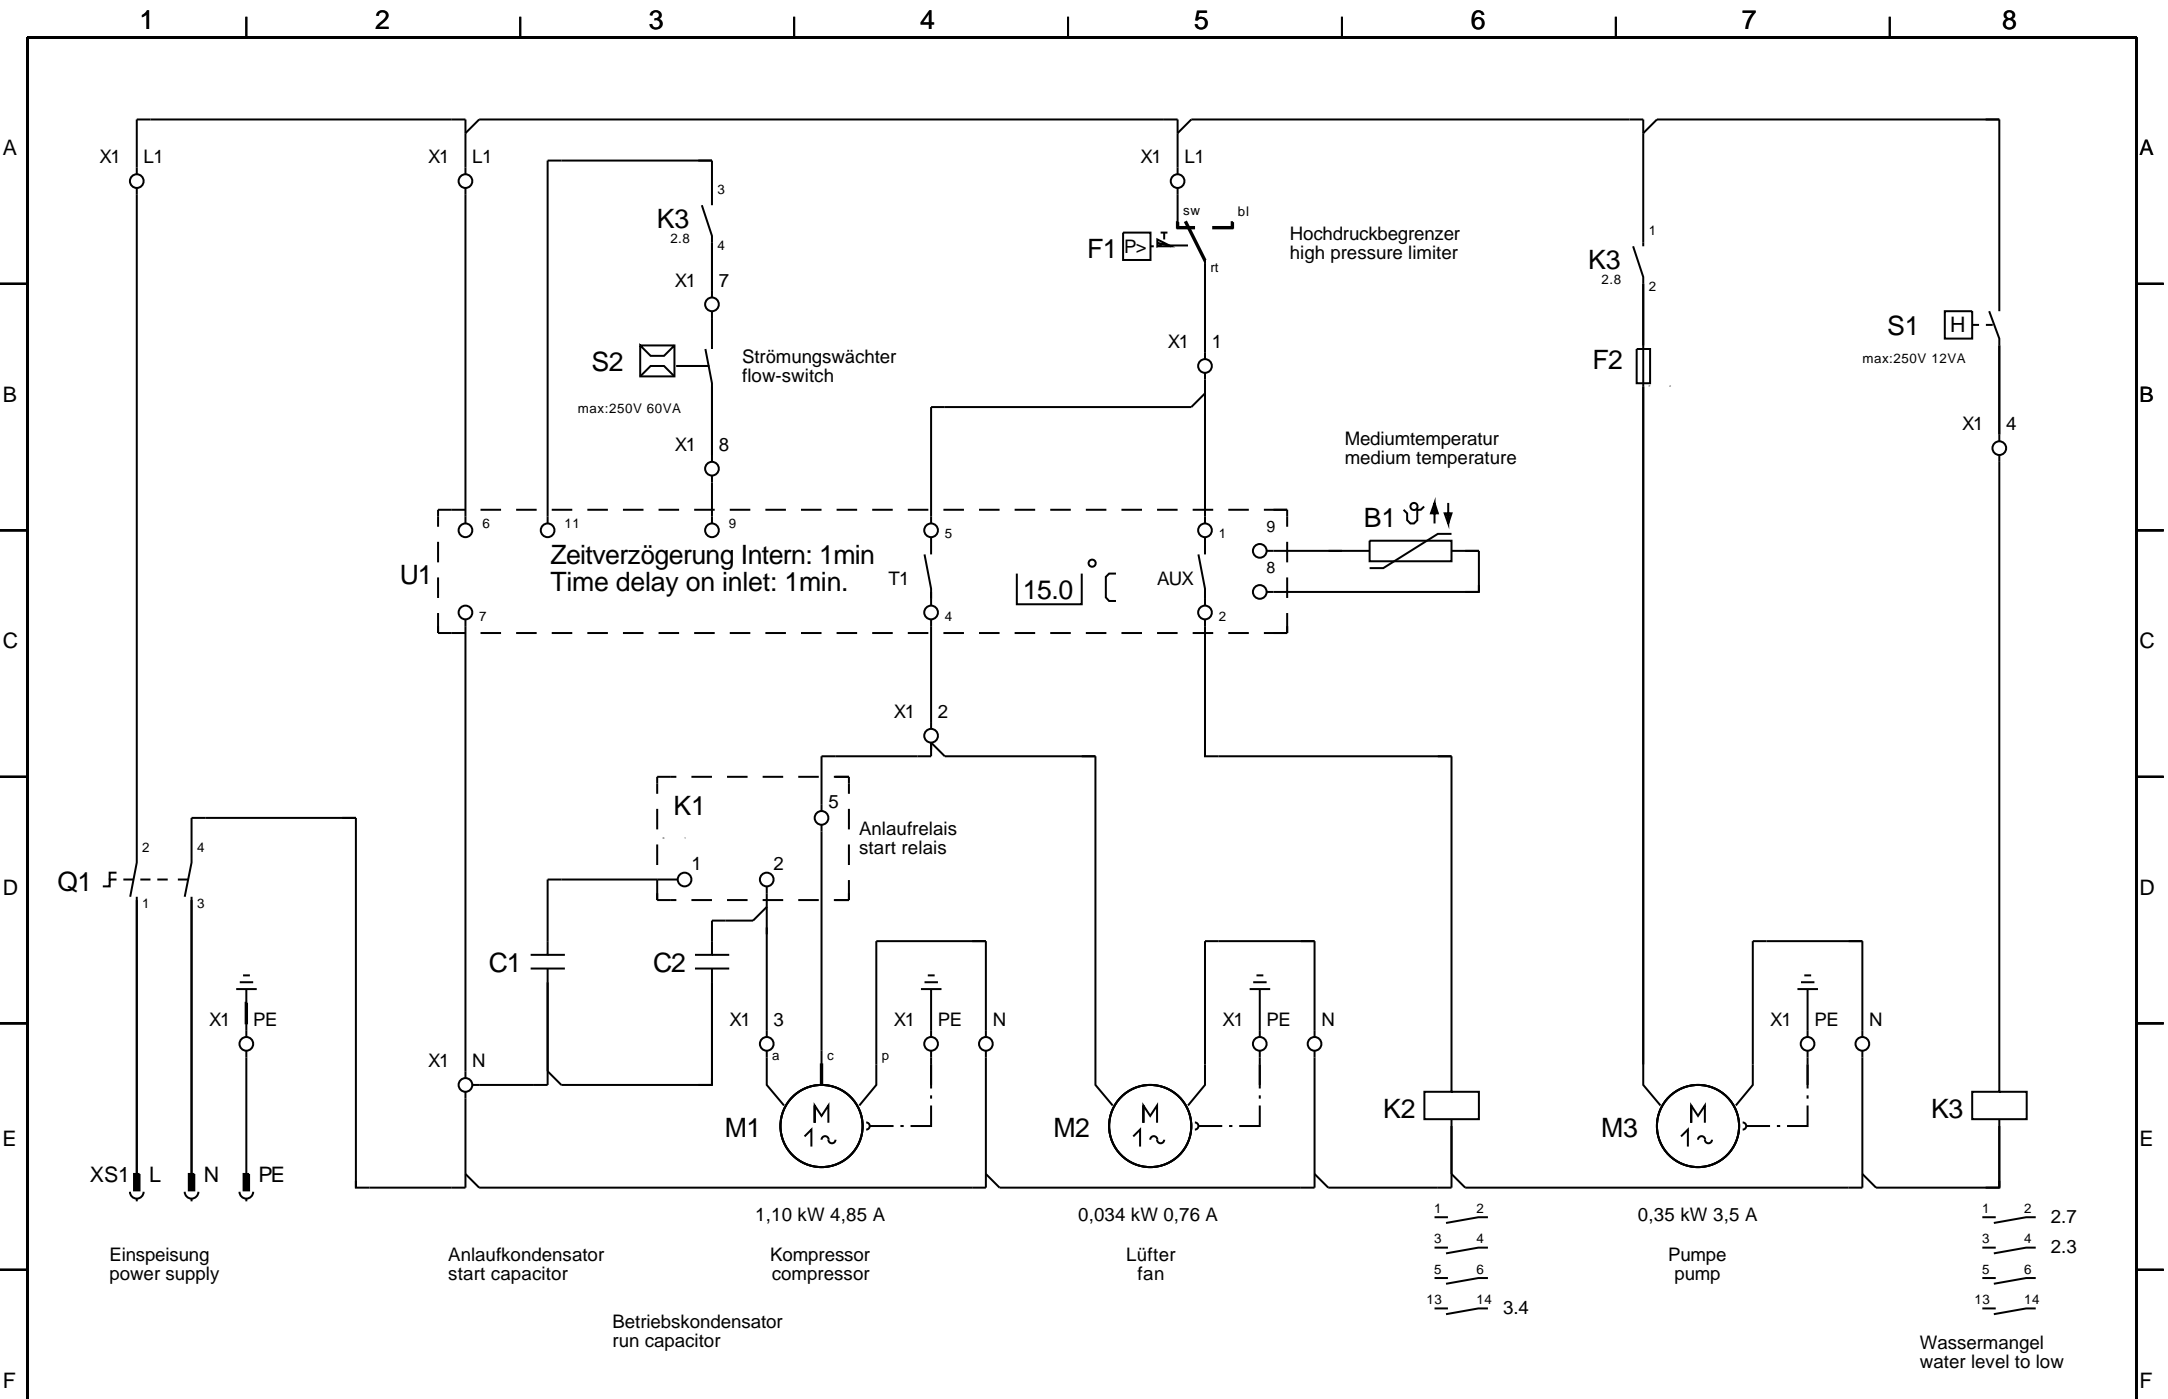 1 2 3 4 5 6 7 8
A A
X1 L1
X1 L1
X1 L1
3
K3
2.8
4
sw bl
F1 P>
rt
Hochdruckbegrenzer
high pressure limiter
1
K3
2.8
2
X1 7
X1 1
S1 H
max:250V 12VA
S2
Strömungswächter
flow-switch
max:250V 60VA
F2
B B
X1 8
X1 4
Mediumtemperatur
medium temperature
B1 ϑ
6 11 9 5 1 9
U1
Zeitverzögerung Intern: 1min
Time delay on inlet: 1min.
T1
15.0 °C
AUX
8
7 4 2
C C
X1 2
K1
5
Anlaufrelais
start relais
2 4
1 2
Q1
1 3
D D
C1
C2
X1 PE
X1 3
X1 PE N
X1 PE N
X1 PE N
X1 N
a c p
M1
M
1~
M2
M
1~
K2
M3
M
1~
K3
E E
XS1 L N PE
1,10 kW 4,85 A
0,034 kW 0,76 A
0,35 kW 3,5 A
1 2
3 4
5 6
13 14 3.4
1 2 2.7
3 4 2.3
5 6
13 14
Einspeisung
power supply
Anlaufkondensator
start capacitor
Kompressor
compressor
Lüfter
fan
Pumpe
pump
Betriebskondensator
run capacitor
Wassermangel
water level to low
F F